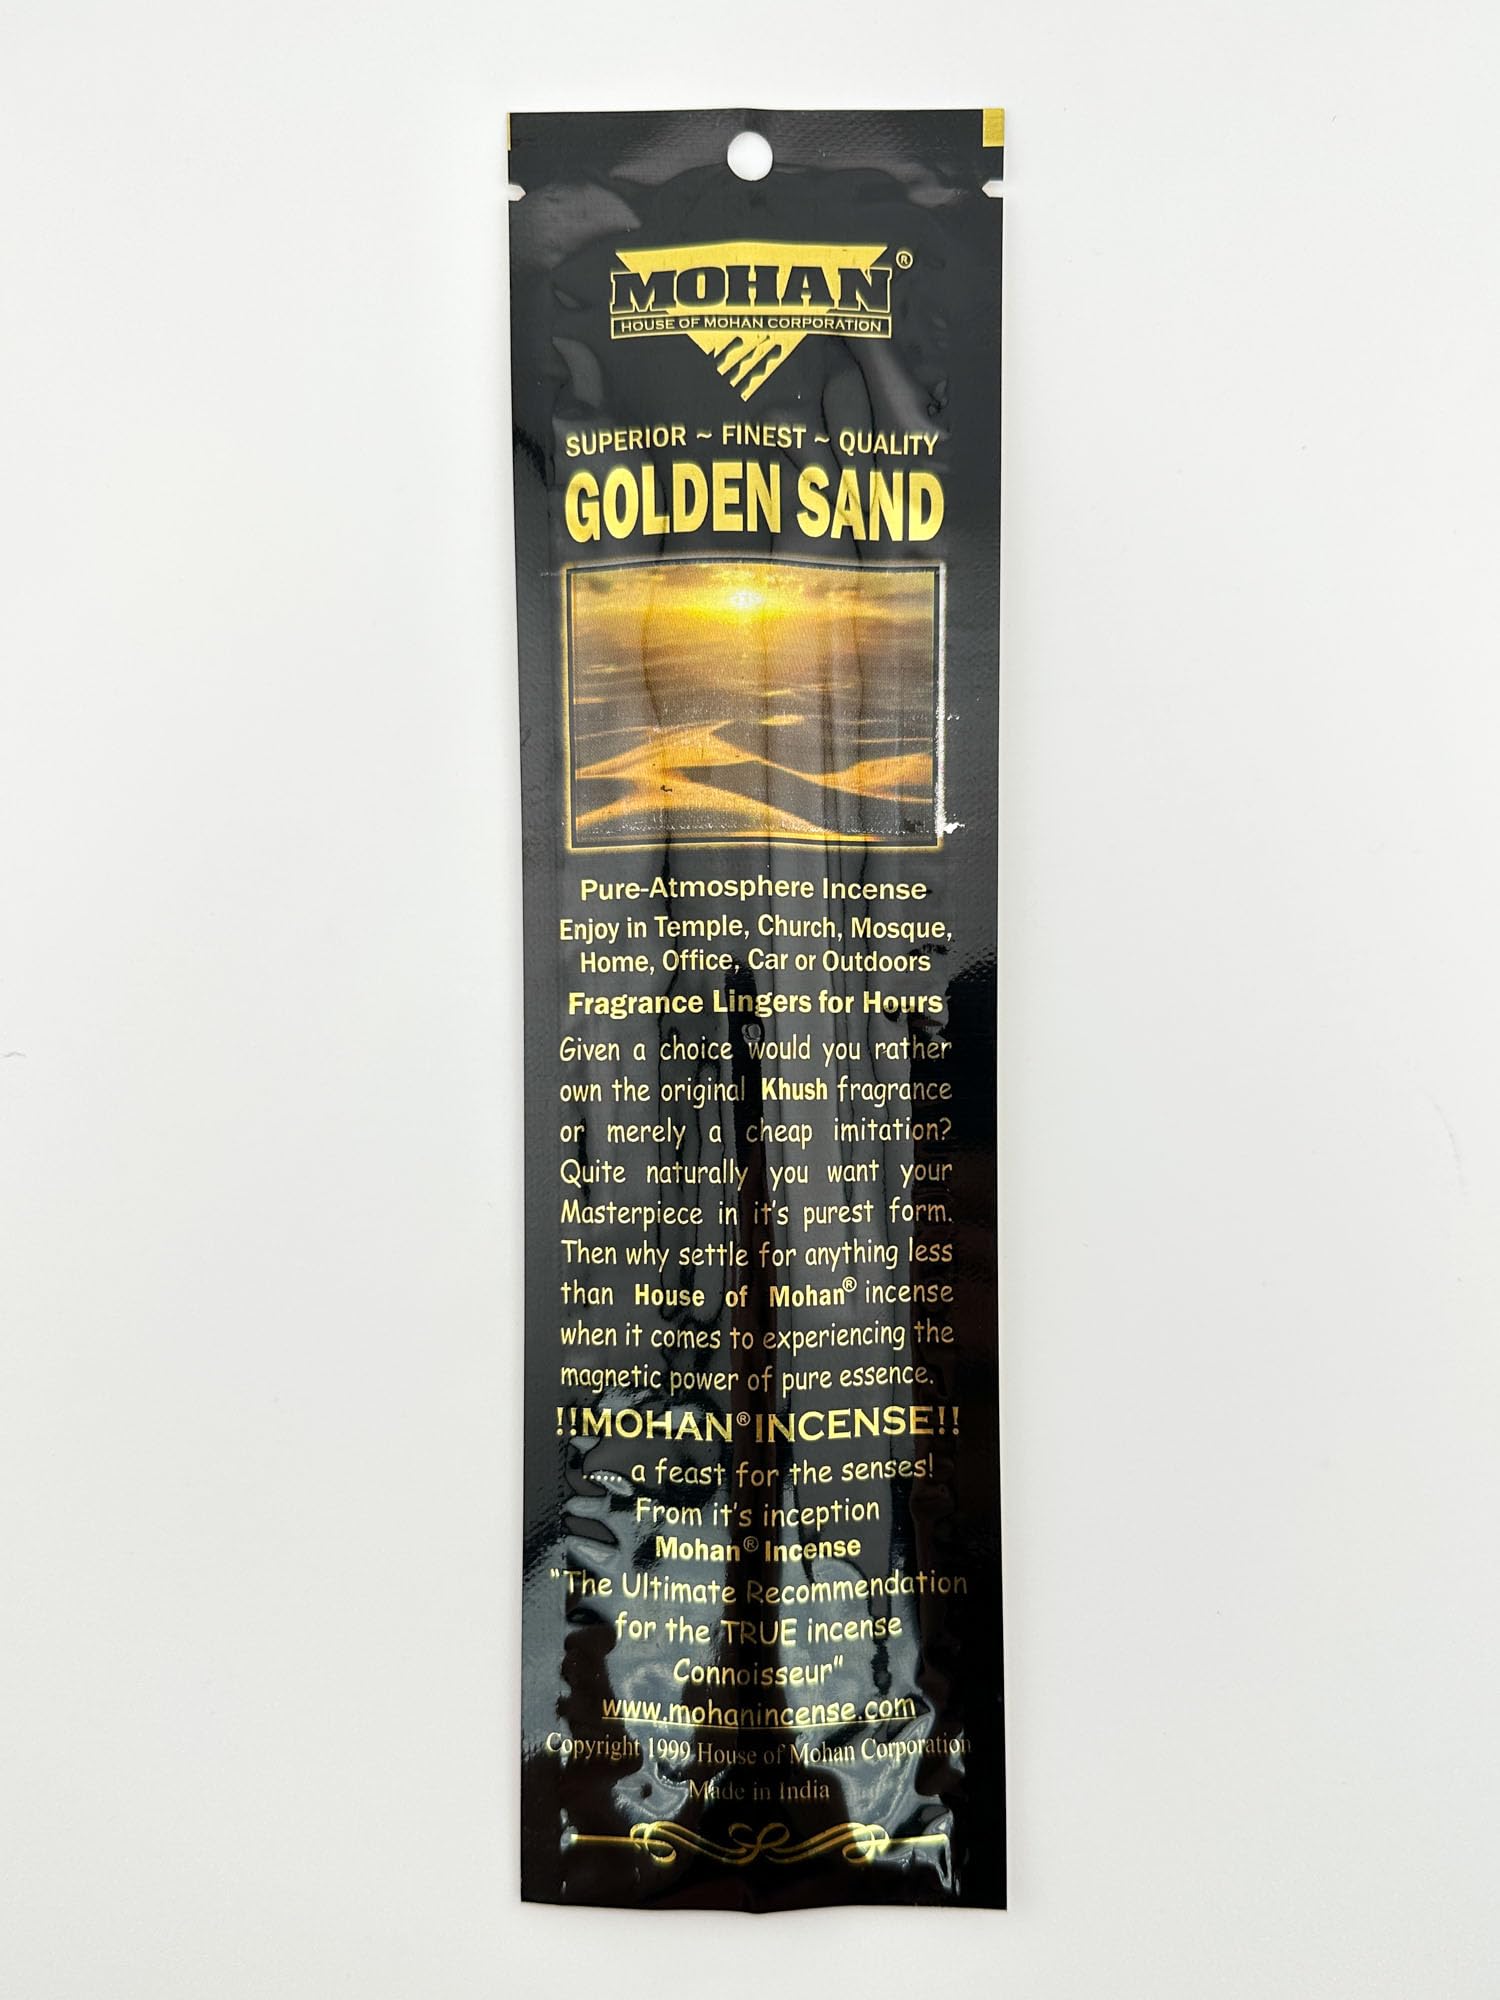 MOHAN®
HOUSE OF MOHAN CORPORATION
SUPERIOR ~ FINEST ~ QUALITY
GOLDEN SAND
Pure-Atmosphere Incense
Enjoy in Temple, Church, Mosque,
Home, Office, Car or Outdoors
Fragrance Lingers for Hours
Given a choice would you rather
own the original Khush fragrance
or merely a cheap imitation?
Quite naturally you want your
Masterpiece in it's purest form.
Then why settle for anything less
than House of Mohan® incense
when it comes to experiencing the
magnetic power of pure essence.
!!MOHAN® INCENSE!!
...... a feast for the senses!
From it's inception
Mohan® Incense
"The Ultimate Recommendation
for the TRUE incense
Connoisseur"
www.mohanincense.com
Copyright 1999 House of Mohan Corporation
Made in India